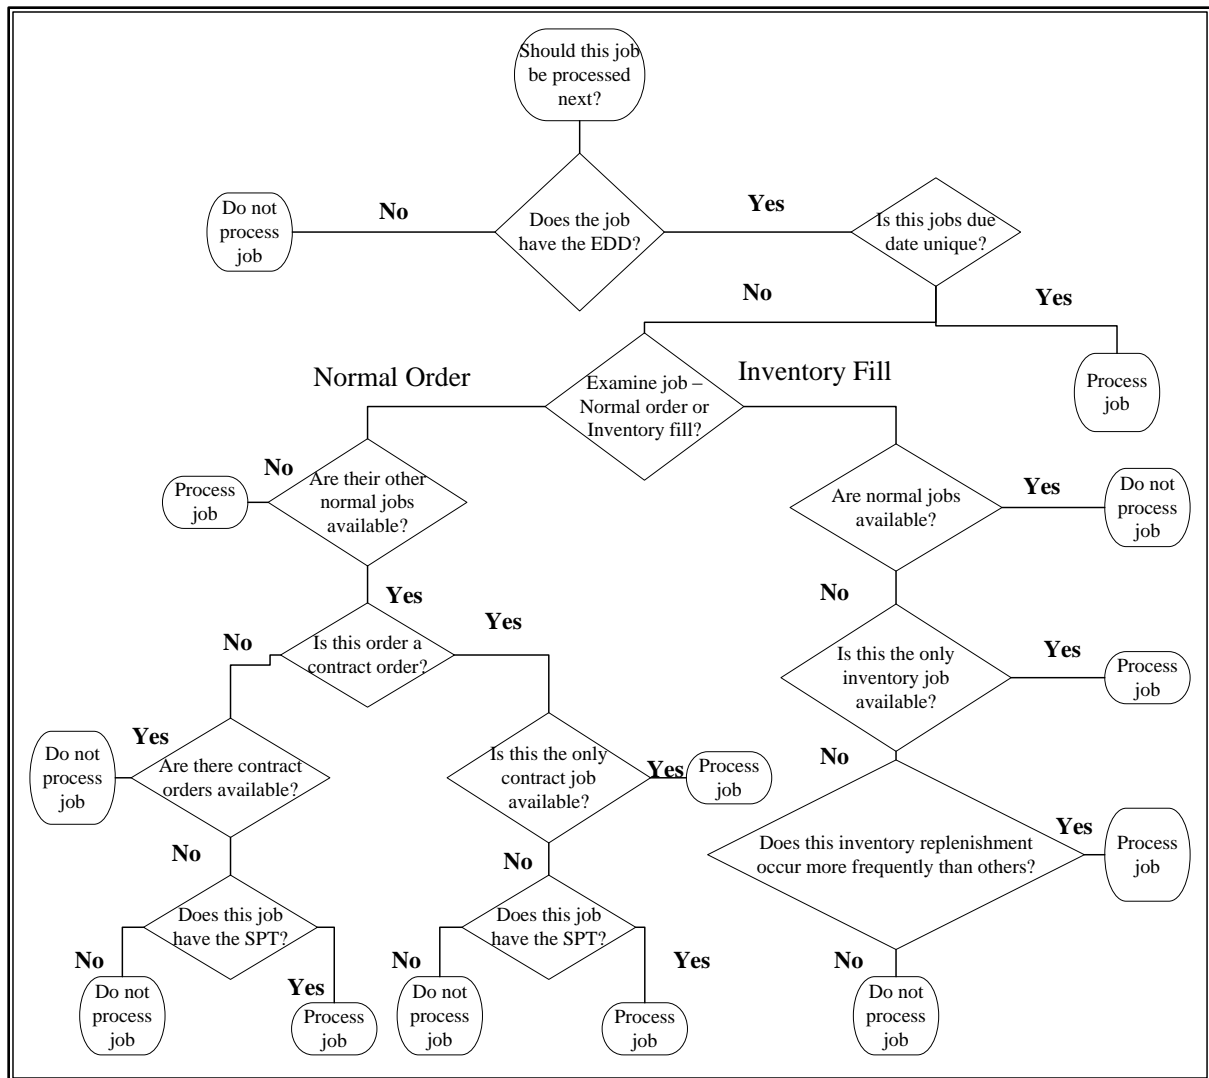 Should this job
be processed
next?
Do not
process
job
No
Does the job
have the EDD?
Yes
Is this jobs due
date unique?
No
Yes
Process
job
Normal Order
Examine job –
Normal order or
Inventory fill?
Inventory Fill
No
Process
job
Are their other
normal jobs
available?
Are normal jobs
available?
Yes
Do not
process
job
Yes
No
No
Is this order a
contract order?
Yes
Is this the only
inventory job
available?
Yes
Process
job
Do not
process
job
Yes
Are there contract
orders available?
Is this the only
contract job
available?
Yes
Process
job
No
No
No
Does this inventory replenishment
occur more frequently than others?
Yes
Process
job
Does this job
have the SPT?
Does this job
have the SPT?
No
Yes
No
Yes
No
Do not
process
job
Process
job
Do not
process
job
Process
job
Do not
process
job